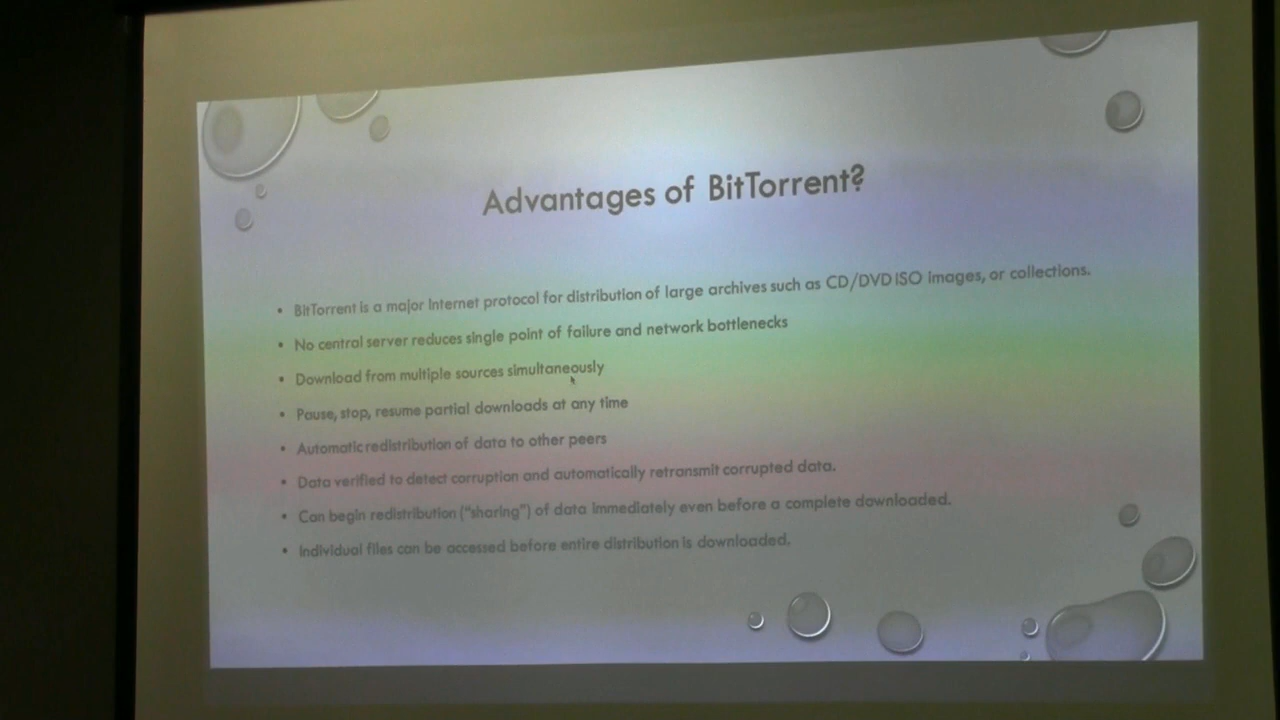 Advantages of BitTorrent?
• BitTorrent is a major Internet protocol for distribution of large archives such as CD/DVD ISO images, or collections.
• No central server reduces single point of failure and network bottlenecks
• Download from multiple sources simultaneously
• Pause, stop, resume partial downloads at any time
• Automatic redistribution of data to other peers
• Data verified to detect corruption and automatically retransmit corrupted data.
• Can begin redistribution ("sharing") of data immediately even before a complete downloaded.
• Individual files can be accessed before entire distribution is downloaded.